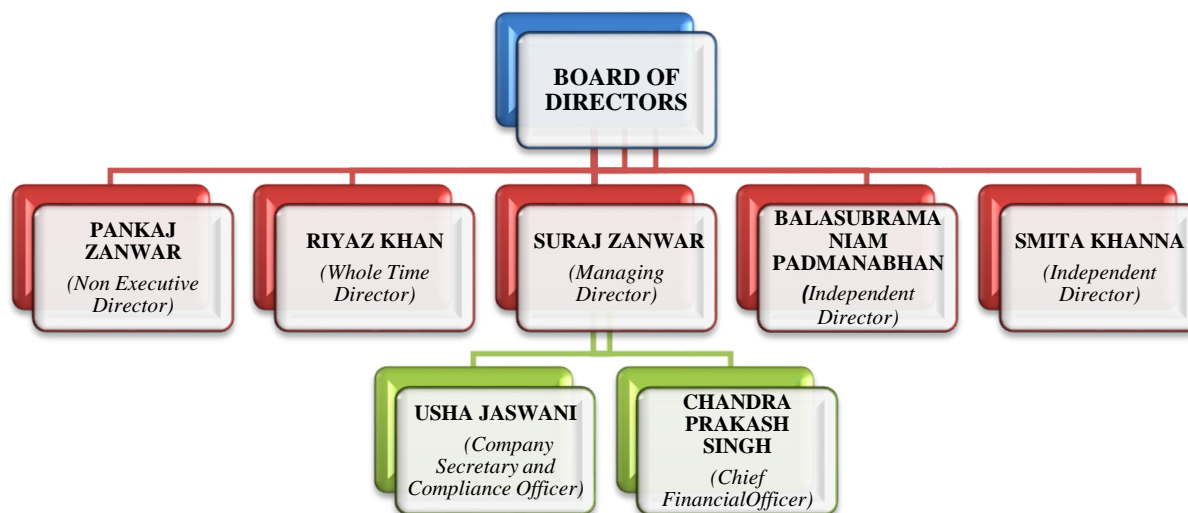 BOARD OF
DIRECTORS
PANKAJ
ZANWAR
(Non Executive
Director)
RIYAZ KHAN
(Whole Time
Director)
SURAJ ZANWAR
(Managing
Director)
BALASUBRAMA
NIAM
PADMANABHAN
(Independent
Director)
SMITA KHANNA
(Independent
Director)
USHA JASWANI
(Company
Secretary and
Compliance Officer)
CHANDRA
PRAKASH
SINGH
(Chief
FinancialOfficer)